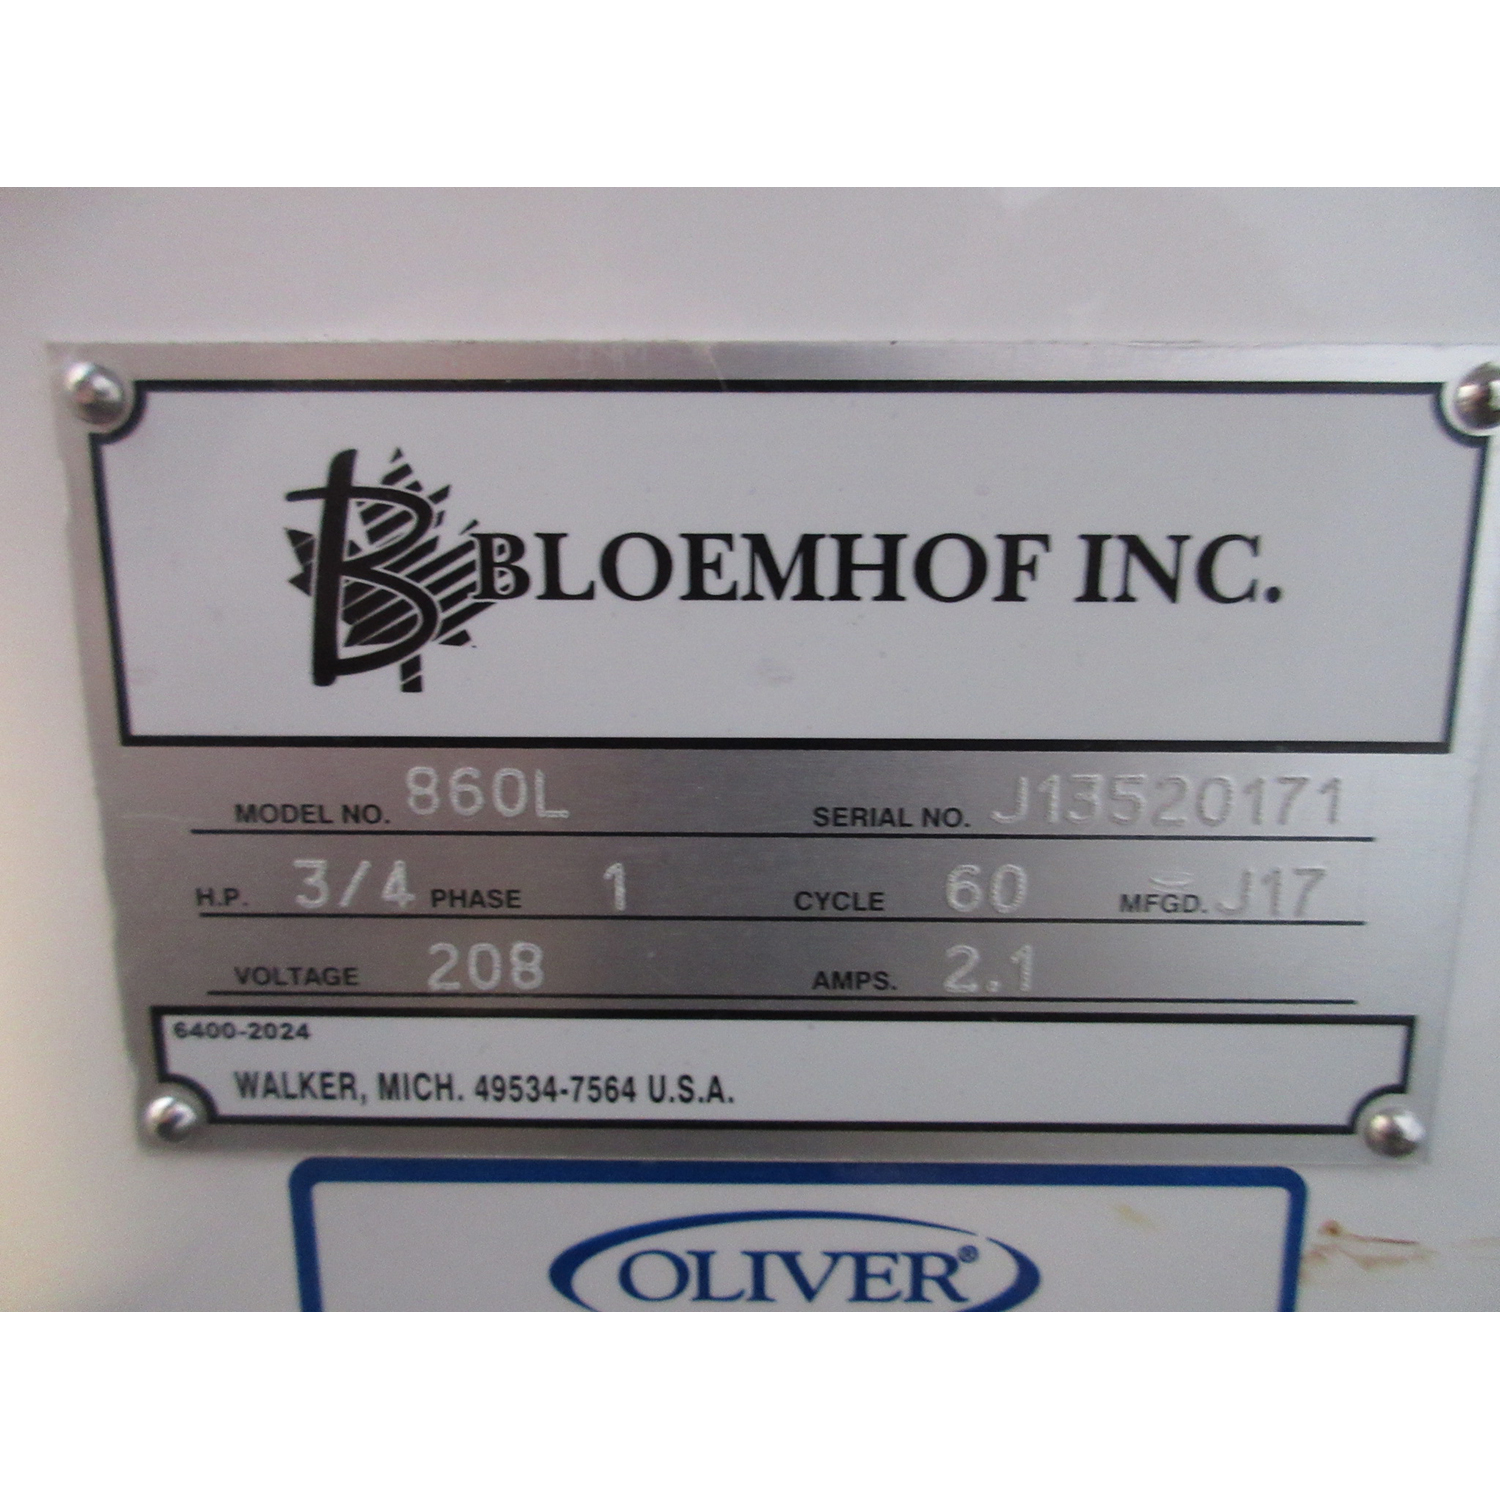 B BLOEMHOF INC.
MODEL NO. 860L SERIAL NO. J13520171
H.P. 3/4 PHASE 1 CYCLE 60 MFGD. J17
VOLTAGE 208 AMPS. 2.1
6400-2024
WALKER, MICH. 49534-7564 U.S.A.
OLIVER®